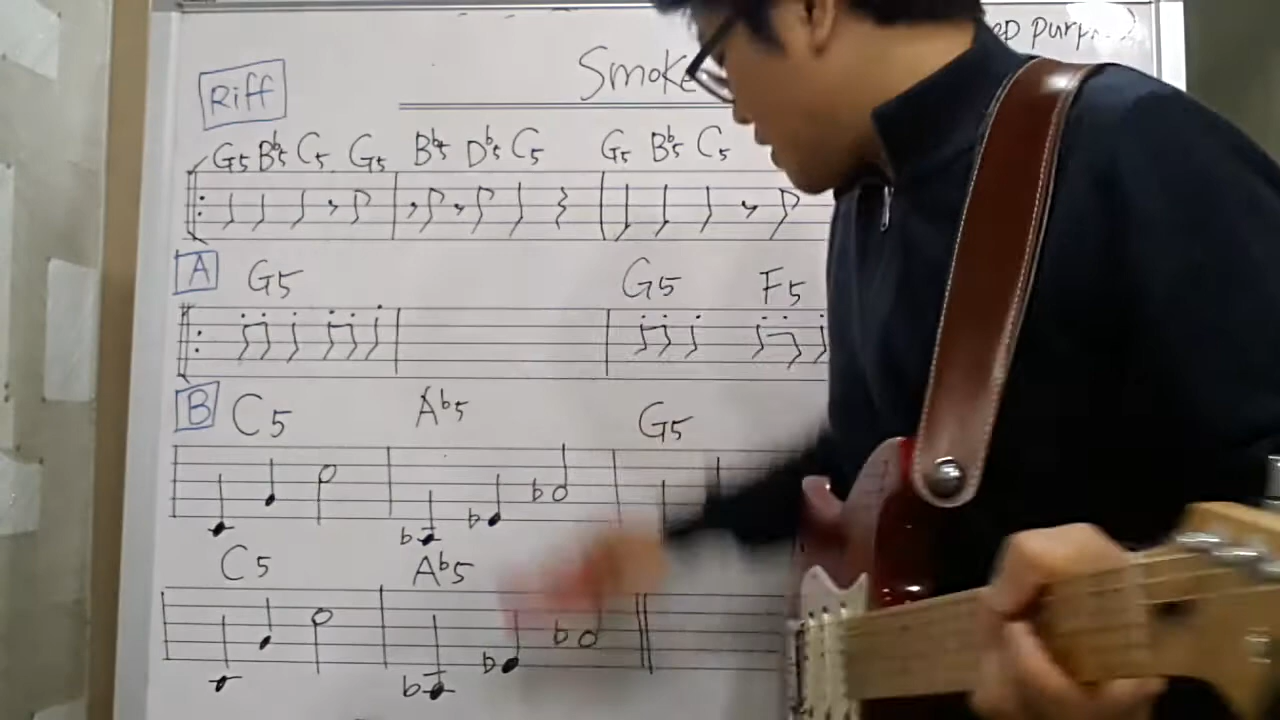 Smoke
Riff
G5 B♭5 C5 G5 B♭5 D♭5 C5 G5 B♭5 C5
A
G5 G5 F5
B
C5 A♭5 G5
C5 A♭5